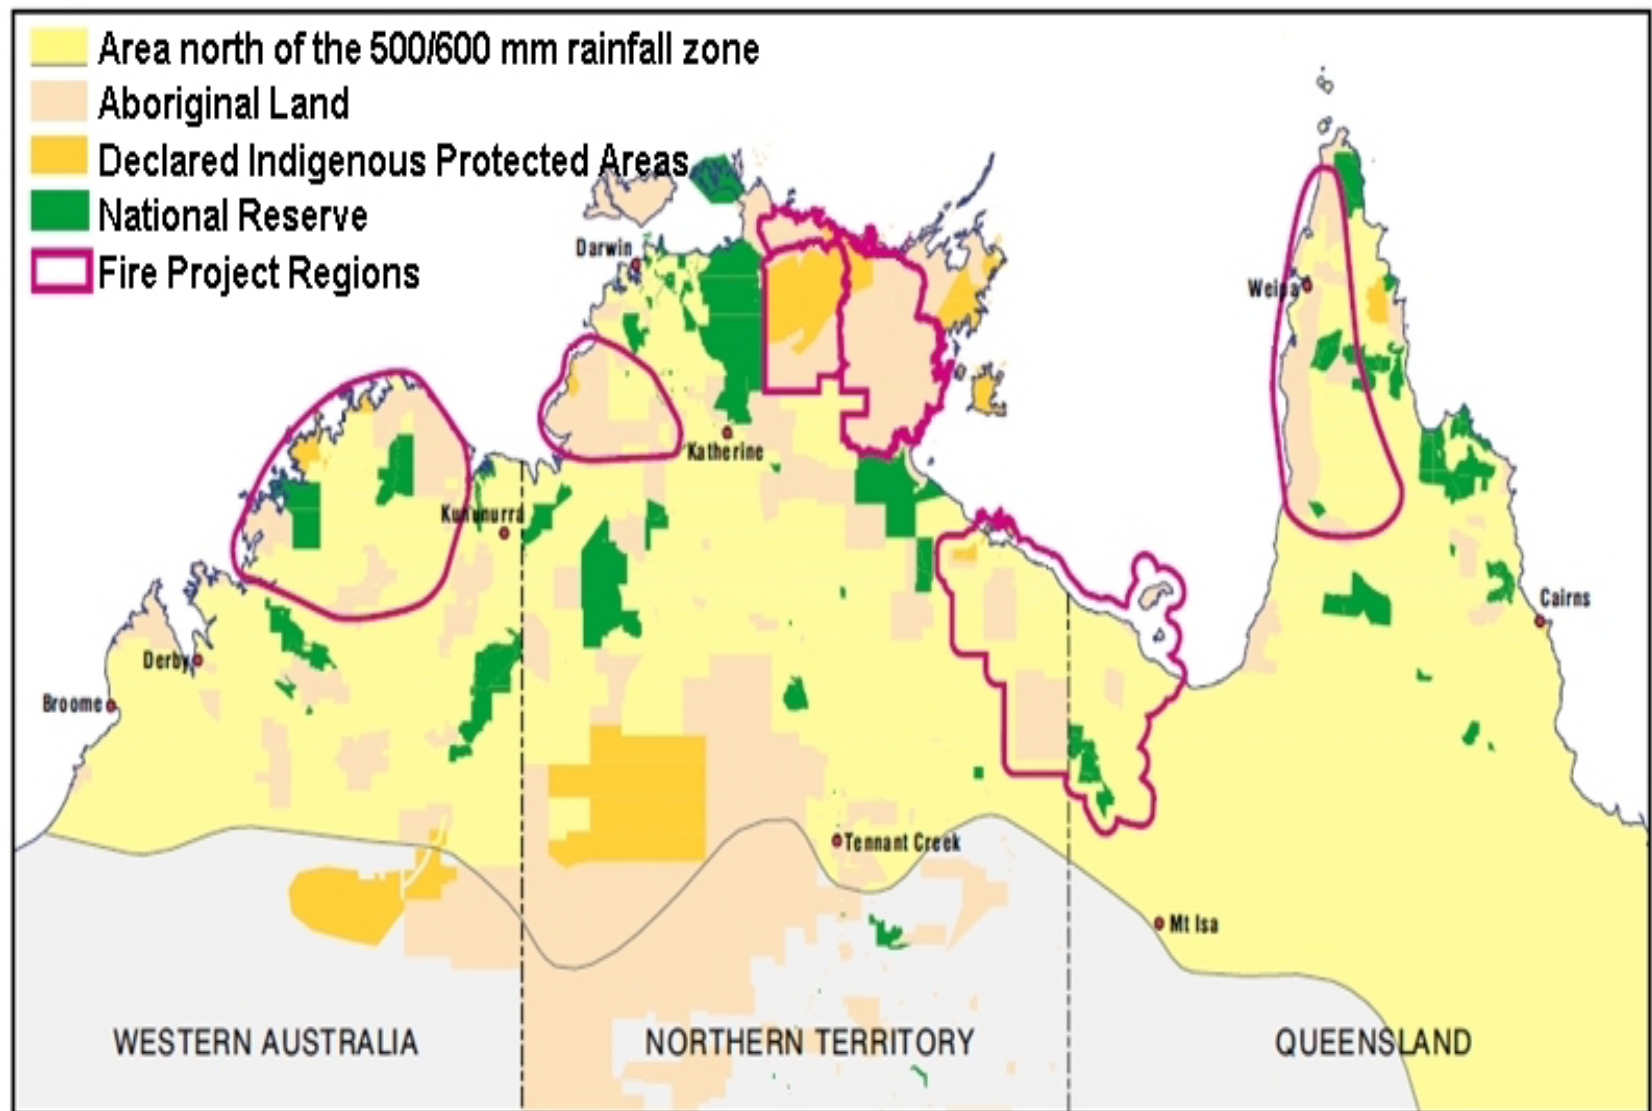 Area north of the 500/600 mm rainfall zone
Aboriginal Land
Declared Indigenous Protected Areas
National Reserve
Fire Project Regions
Darwin
Weipa
Katherine
Kununurra
Cairns
Derby
Broome
Tennant Creek
Mt Isa
WESTERN AUSTRALIA
NORTHERN TERRITORY
QUEENSLAND